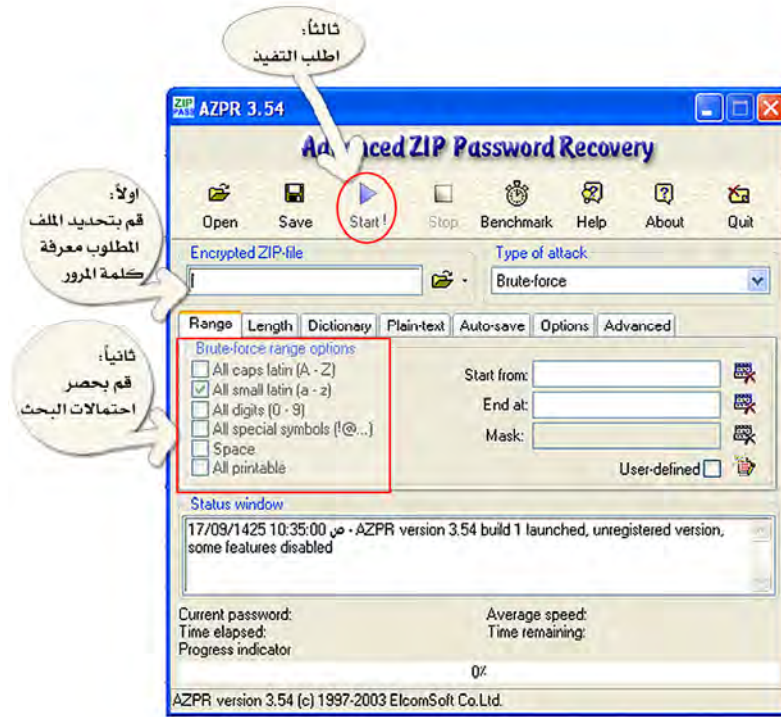 ثالثاً:
اطلب التفيذ
ZIP PASS AZPR 3.54
Advanced ZIP Password Recovery
اولاً:
قم بتحديد الملف
المطلوب معرفة
كلمة المرور
Open Save Start! Stop Benchmark Help About Quit
Encrypted ZIP-file Type of attack
Brute-force
Range Length Dictionary Plain-text Auto-save Options Advanced
ثانياً:
قم بحصر
احتمالات البحث
Brute-force range options
All caps latin (A - Z)
All small latin (a - z)
All digits (0 - 9)
All special symbols (!@...)
Space
All printable
Start from:
End at:
Mask:
User-defined
Status window
17/09/1425 10:35:00 ص - AZPR version 3.54 build 1 launched, unregistered version,
some features disabled
Current password: Average speed:
Time elapsed: Time remaining:
Progress indicator
0%
AZPR version 3.54 (c) 1997-2003 ElcomSoft Co.Ltd.